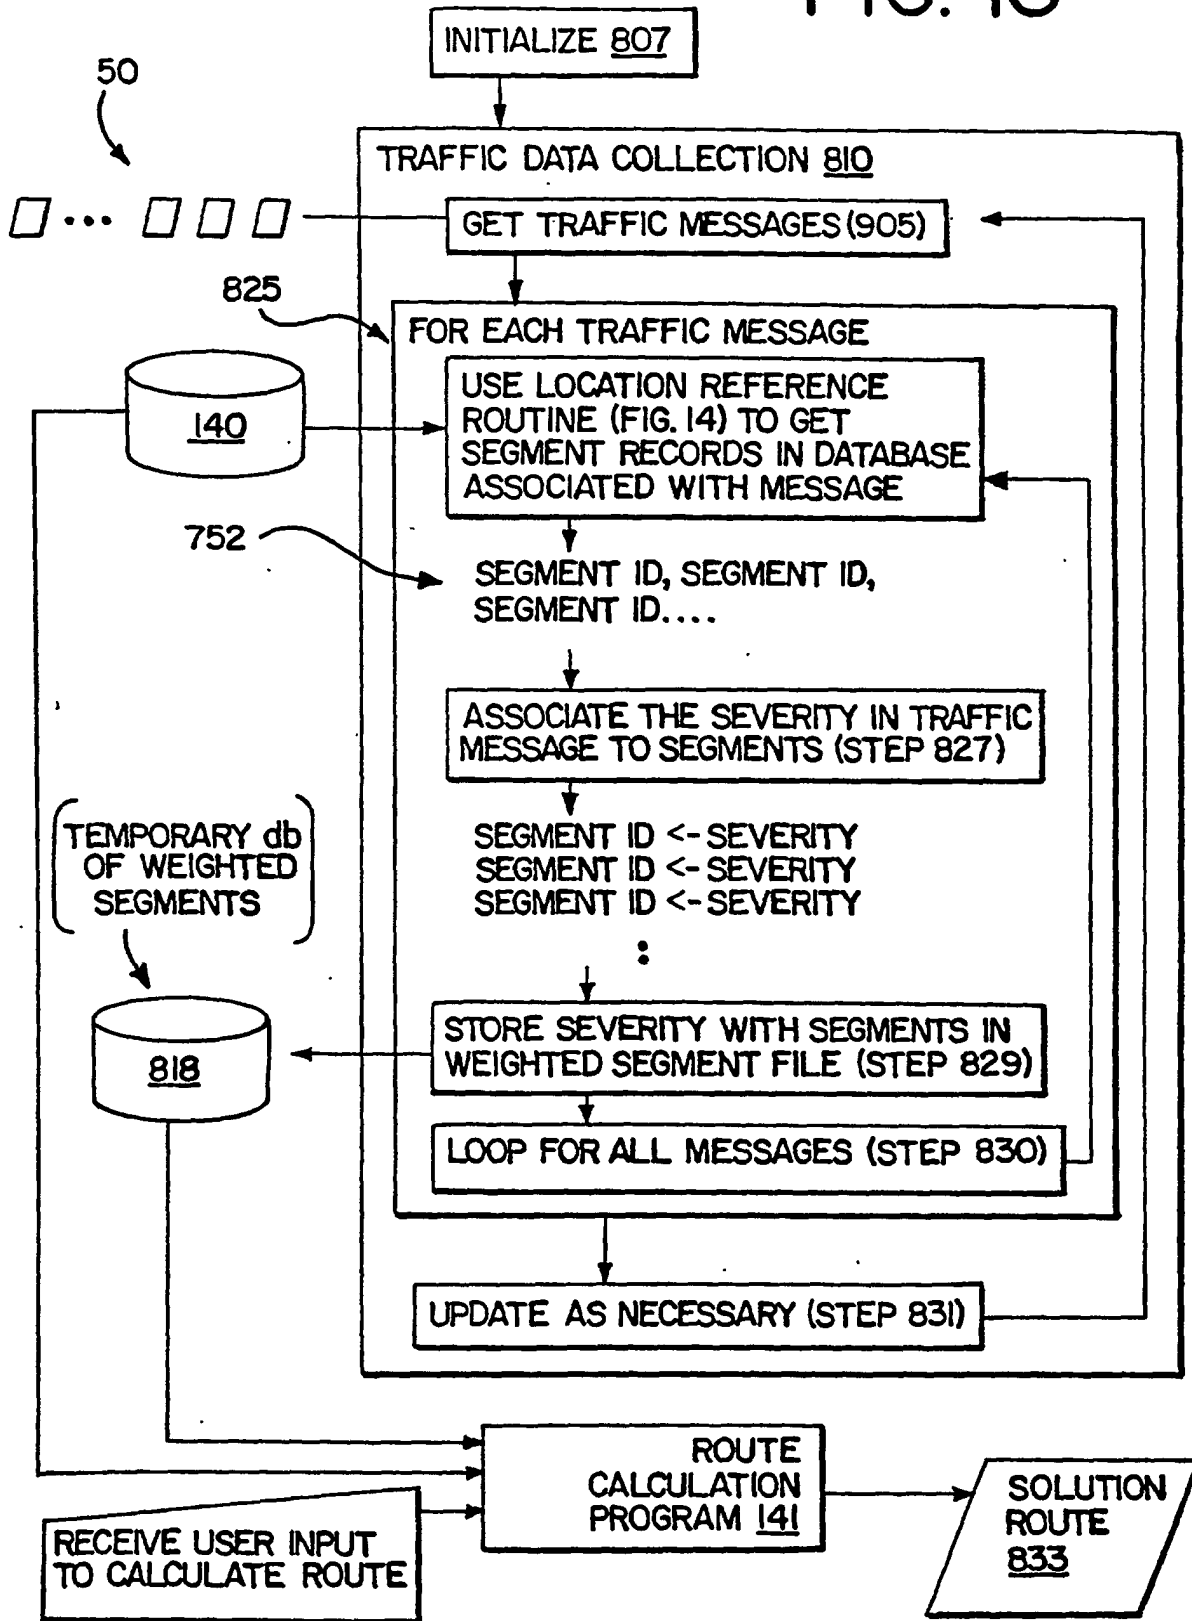 INITIALIZE 807
50
TRAFFIC DATA COLLECTION 810
GET TRAFFIC MESSAGES (905)
825
FOR EACH TRAFFIC MESSAGE
USE LOCATION REFERENCE
ROUTINE (FIG. 14) TO GET
SEGMENT RECORDS IN DATABASE
ASSOCIATED WITH MESSAGE
140
752
SEGMENT ID, SEGMENT ID,
SEGMENT ID....
ASSOCIATE THE SEVERITY IN TRAFFIC
MESSAGE TO SEGMENTS (STEP 827)
SEGMENT ID <- SEVERITY
SEGMENT ID <- SEVERITY
SEGMENT ID <- SEVERITY
TEMPORARY db
OF WEIGHTED
SEGMENTS
818
STORE SEVERITY WITH SEGMENTS IN
WEIGHTED SEGMENT FILE (STEP 829)
LOOP FOR ALL MESSAGES (STEP 830)
UPDATE AS NECESSARY (STEP 831)
ROUTE
CALCULATION
PROGRAM 141
RECEIVE USER INPUT
TO CALCULATE ROUTE
SOLUTION
ROUTE
833